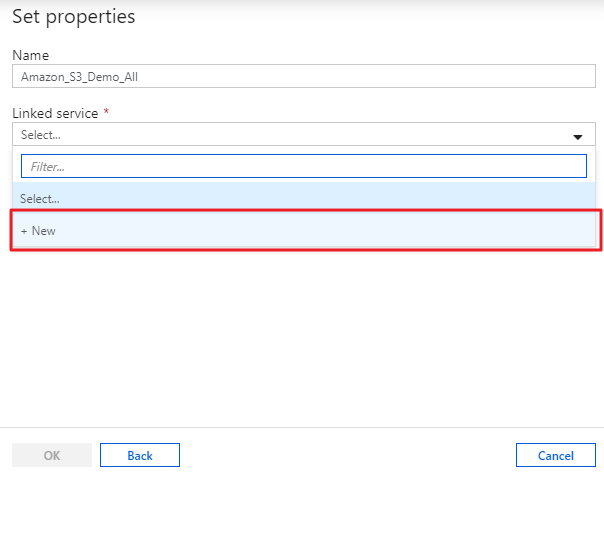 Set properties
Name
Amazon_S3_Demo_All
Linked service *
Select...
Filter...
Select...
+ New
OK
Back
Cancel